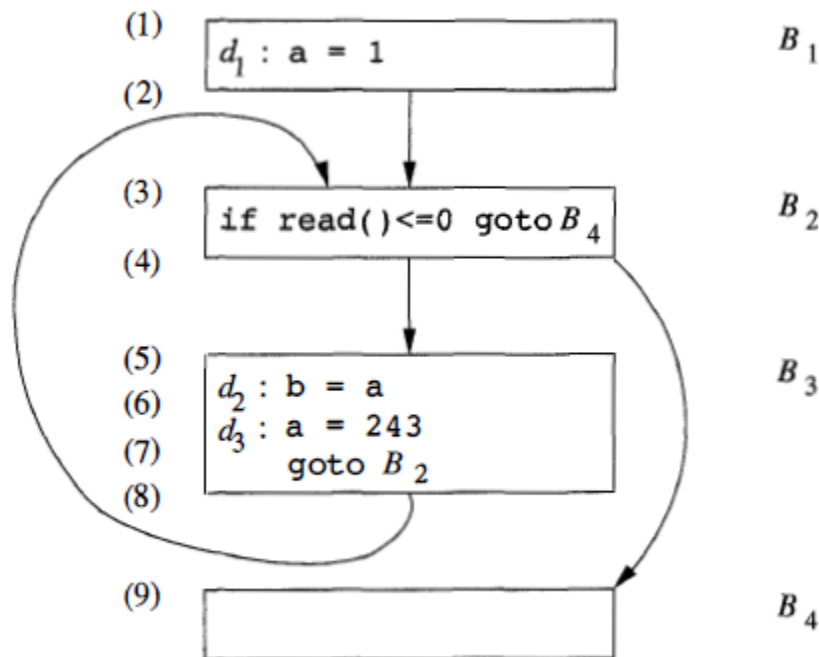 (1) B1
d1 : a = 1
(2)
(3) B2
if read()<=0 goto B4
(4)
(5) B3
d2 : b = a
(6)
d3 : a = 243
(7)
goto B2
(8)
(9) B4